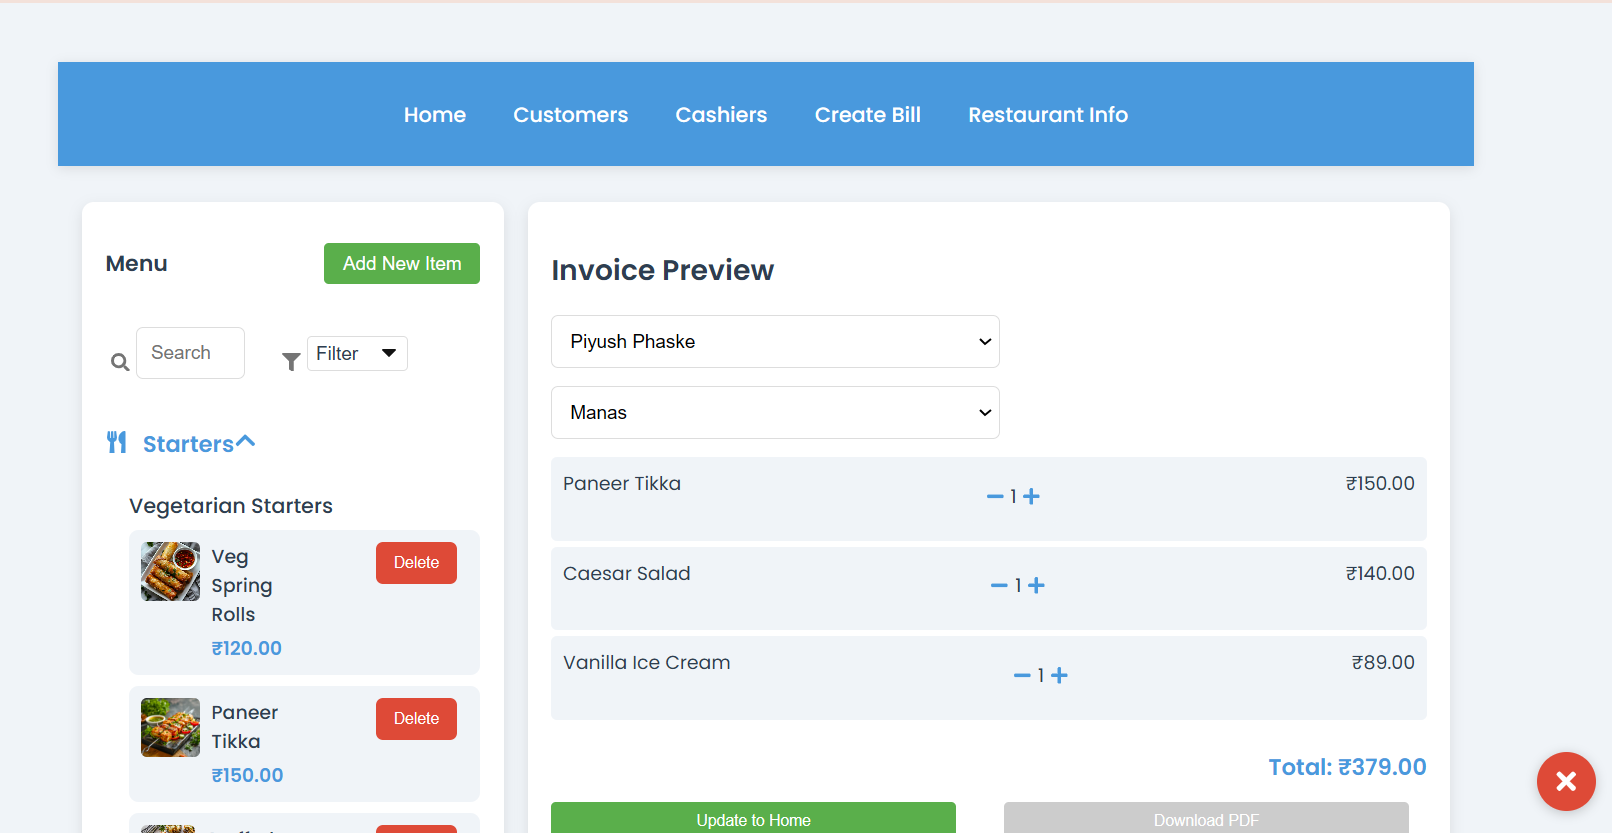 Home Customers Cashiers Create Bill Restaurant Info
Menu
Add New Item
Search
Filter
Starters
Vegetarian Starters
Veg
Spring
Rolls
₹120.00
Delete
Paneer
Tikka
₹150.00
Delete
Invoice Preview
Piyush Phaske
Manas
Paneer Tikka 1 ₹150.00
Caesar Salad 1 ₹140.00
Vanilla Ice Cream 1 ₹89.00
Total: ₹379.00
Update to Home
Download PDF